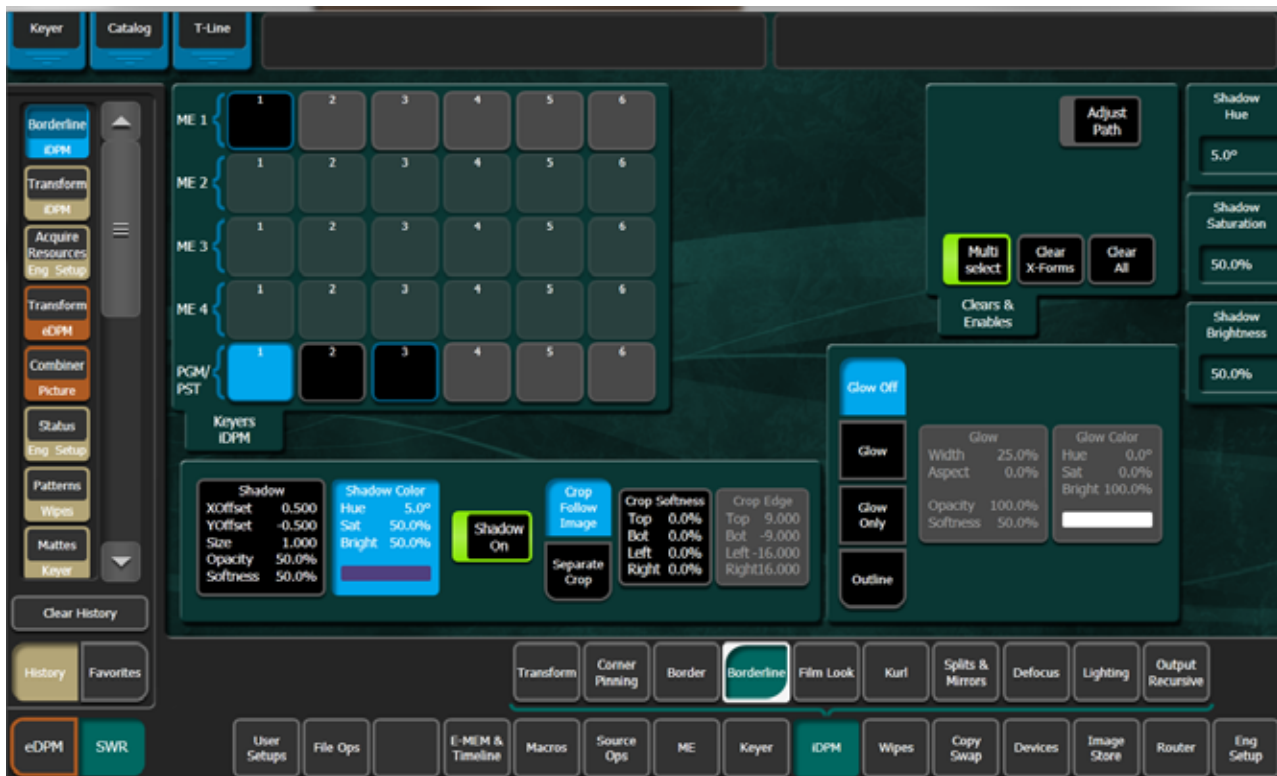 Keyer
Catalog
T-Line
Borderline
iDPM
Transform
iDPM
Acquire
Resources
Eng Setup
Transform
eDPM
Combiner
Picture
Status
Eng Setup
Patterns
Wipes
Mattes
Keyer
Clear History
History
Favorites
eDPM
SWR
ME 1
1 2 3 4 5 6
ME 2
1 2 3 4 5 6
ME 3
1 2 3 4 5 6
ME 4
1 2 3 4 5 6
PGM/
PST
1 2 3 4 5 6
Keyers
iDPM
Adjust
Path
Multi
select
Clear
X-Forms
Clear
All
Clears &
Enables
Shadow
Hue
5.0º
Shadow
Saturation
50.0%
Shadow
Brightness
50.0%
Shadow
XOffset 0.500
YOffset -0.500
Size 1.000
Opacity 50.0%
Softness 50.0%
Shadow Color
Hue 5.0º
Sat 50.0%
Bright 50.0%
Shadow
On
Crop
Follow
Image
Separate
Crop
Crop Softness
Top 0.0%
Bot 0.0%
Left 0.0%
Right 0.0%
Crop Edge
Top 9.000
Bot -9.000
Left -16.000
Right 16.000
Glow Off
Glow
Glow
Only
Outline
Glow
Width 25.0%
Aspect 0.0%
Opacity 100.0%
Softness 50.0%
Glow Color
Hue 0.0º
Sat 0.0%
Bright 100.0%
Transform
Corner
Pinning
Border
Borderline
Film Look
Kurl
Splits &
Mirrors
Defocus
Lighting
Output
Recursive
User
Setups
File Ops
E-MEM &
Timeline
Macros
Source
Ops
ME
Keyer
iDPM
Wipes
Copy
Swap
Devices
Image
Store
Router
Eng
Setup